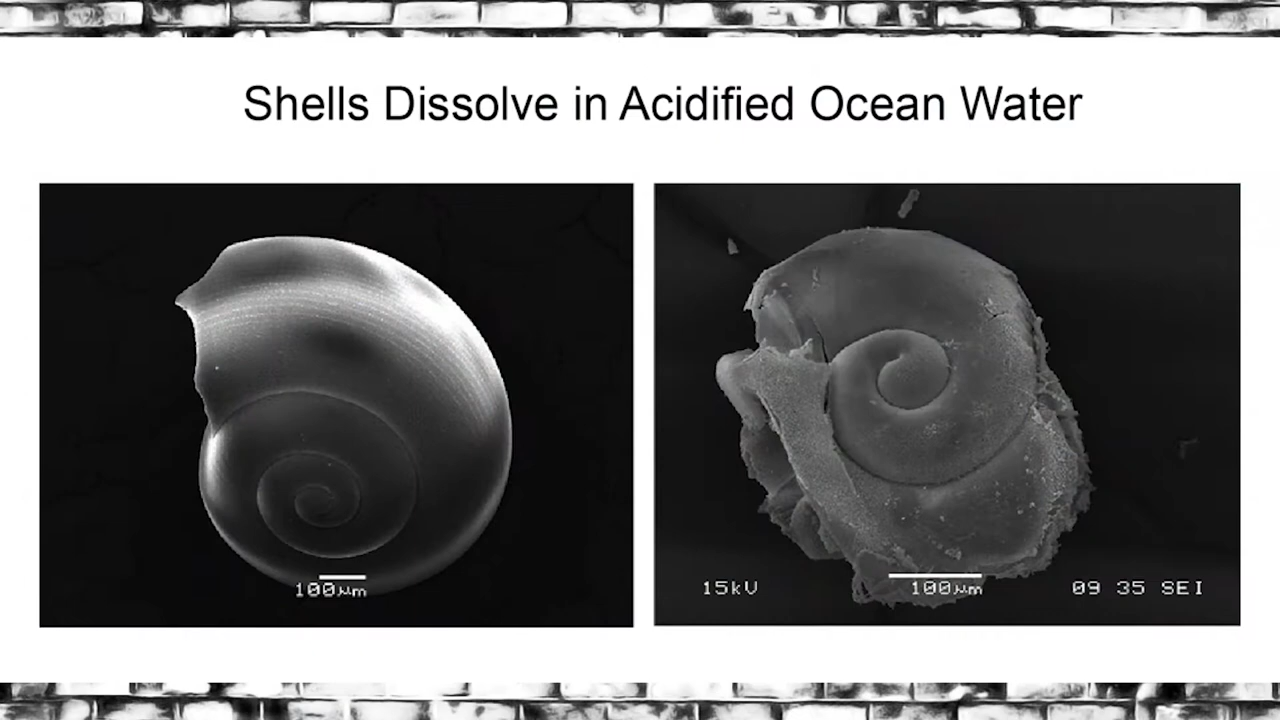 Shells Dissolve in Acidified Ocean Water
100μm
15kV 100μm 09 35 SEI